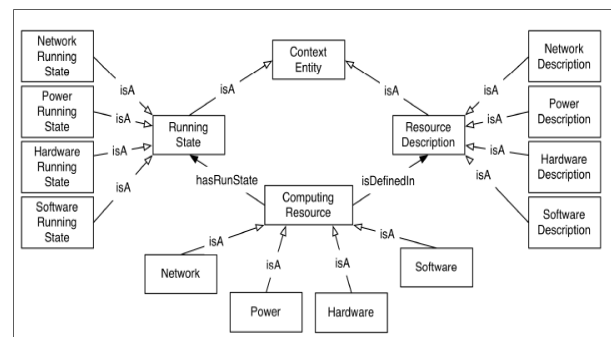 Network
Running
State
Context
Entity
Network
Description
isA
isA
isA
isA
Power
Running
State
Running
State
Resource
Description
Power
Description
isA
isA
Hardware
Running
State
Hardware
Description
isA
isA
hasRunState
isDefinedIn
isA
isA
Software
Running
State
Computing
Resource
Software
Description
isA
isA
isA
isA
Network
Software
Power
Hardware